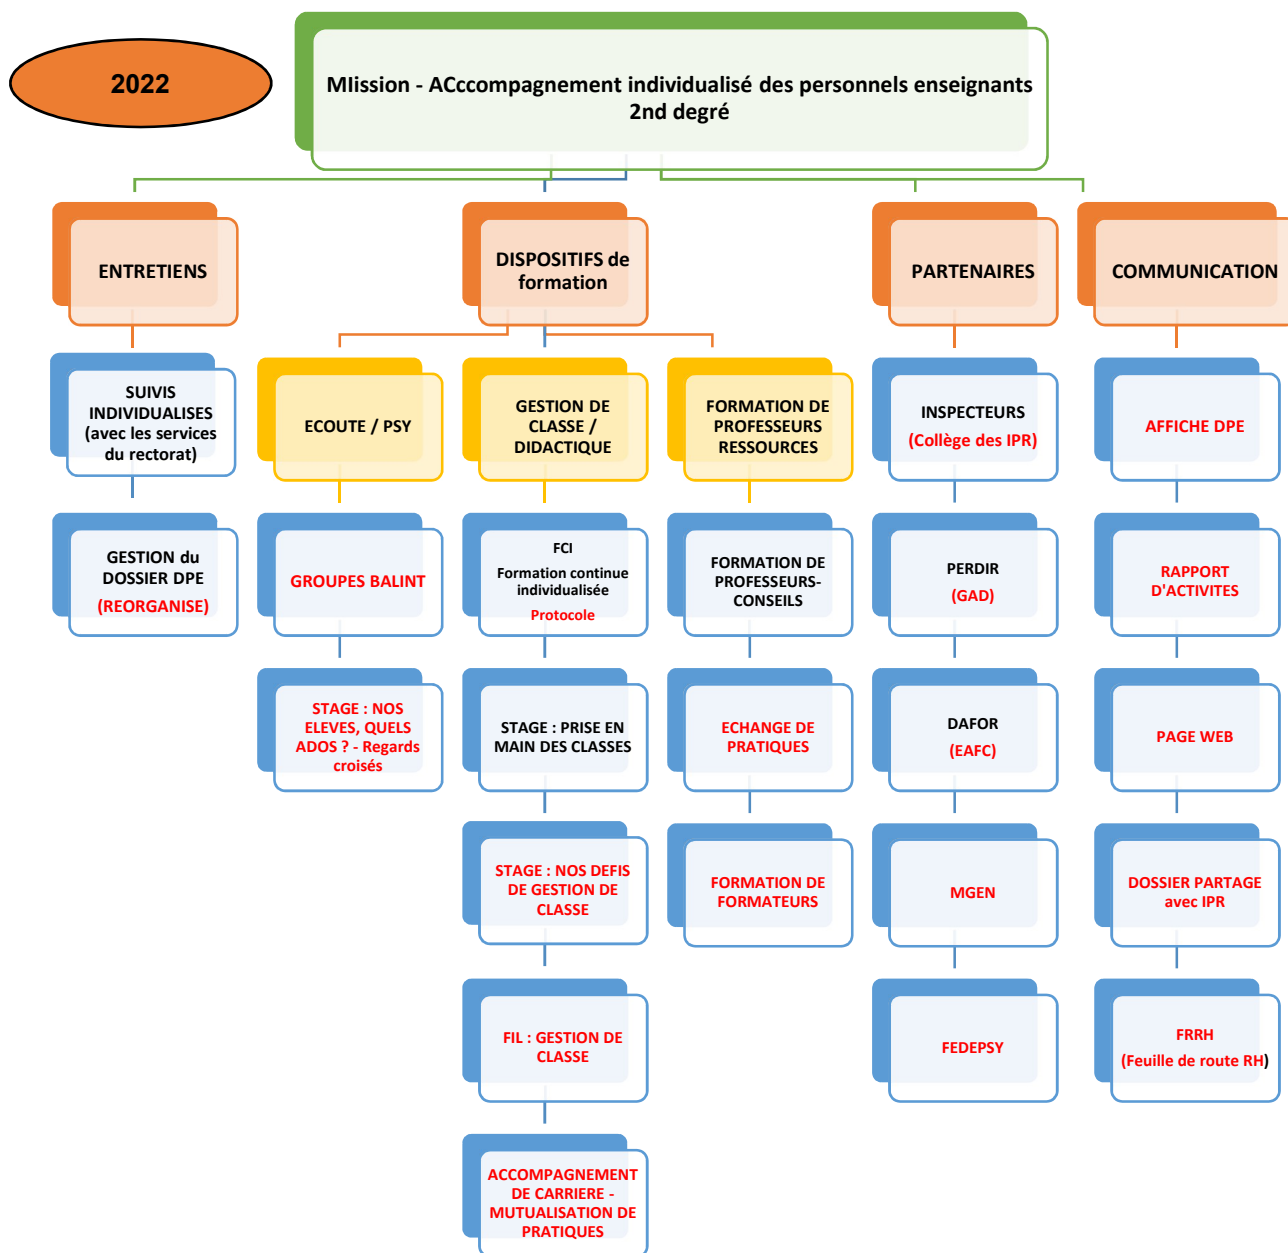 2022
MIission - ACccompagnement individualisé des personnels enseignants
2nd degré
ENTRETIENS
DISPOSITIFS de
formation
PARTENAIRES
COMMUNICATION
SUIVIS
INDIVIDUALISES
(avec les services
du rectorat)
ECOUTE / PSY
GESTION DE
CLASSE /
DIDACTIQUE
FORMATION DE
PROFESSEURS
RESSOURCES
INSPECTEURS
(Collège des IPR)
AFFICHE DPE
GESTION du
DOSSIER DPE
(REORGANISE)
GROUPES BALINT
FCI
Formation continue
individualisée
Protocole
FORMATION DE
PROFESSEURS-
CONSEILS
PERDIR
(GAD)
RAPPORT
D'ACTIVITES
STAGE : NOS
ELEVES, QUELS
ADOS ? - Regards
croisés
STAGE : PRISE EN
MAIN DES CLASSES
ECHANGE DE
PRATIQUES
DAFOR
(EAFC)
PAGE WEB
STAGE : NOS DEFIS
DE GESTION DE
CLASSE
FORMATION DE
FORMATEURS
MGEN
DOSSIER PARTAGE
avec IPR
FIL : GESTION DE
CLASSE
FEDEPSY
FRRH
(Feuille de route RH)
ACCOMPAGNEMENT
DE CARRIERE -
MUTUALISATION DE
PRATIQUES